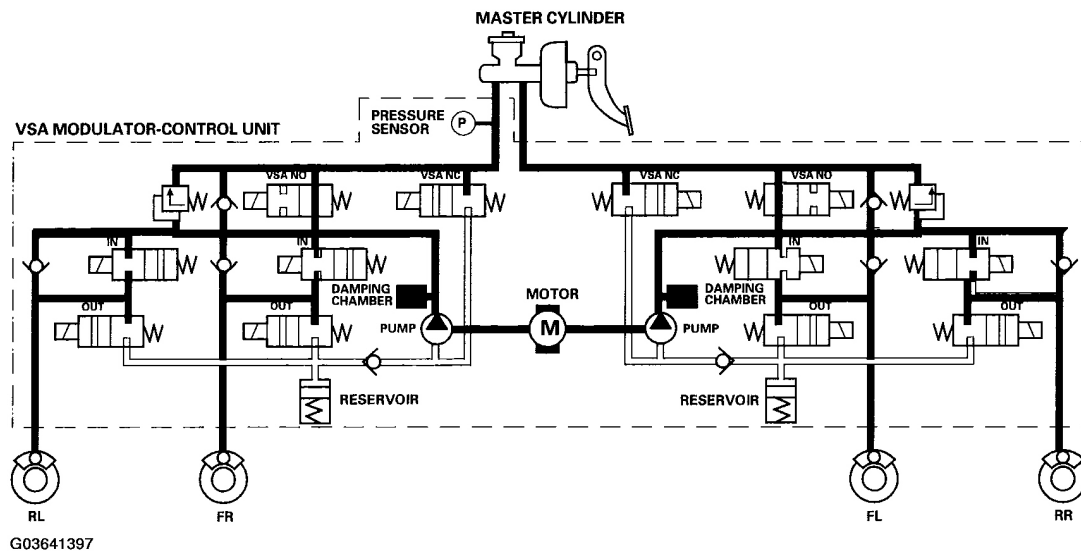 MASTER CYLINDER
PRESSURE
SENSOR
P
VSA MODULATOR-CONTROL UNIT
VSA NO
VSA NC
VSA NC
VSA NO
IN
IN
IN
IN
DAMPING
CHAMBER
MOTOR
DAMPING
CHAMBER
OUT
OUT
PUMP
M
PUMP
OUT
OUT
RESERVOIR
RESERVOIR
RL
FR
FL
RR
G03641397